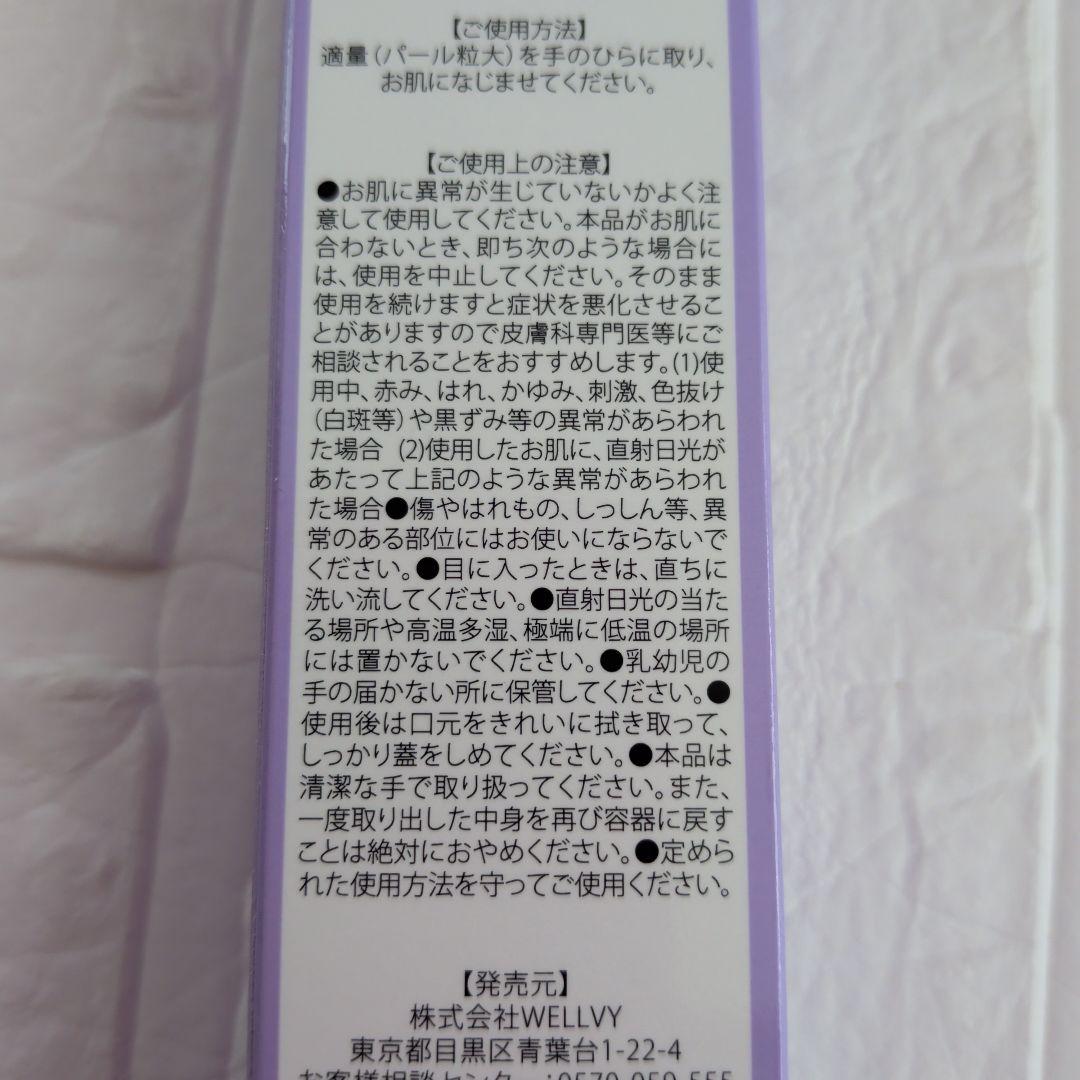 【ご使用方法】
適量(パール粒大)を手のひらに取り、
お肌になじませてください。
【ご使用上の注意】
●お肌に異常が生じていないかよく注
意して使用してください。本品がお肌に
合わないとき、即ち次のような場合に
は、使用を中止してください。そのまま
使用を続けますと症状を悪化させるこ
とがありますので皮膚科専門医等にご
相談されることをおすすめします。(1)使
用中、赤み、はれ、かゆみ、刺激、色抜け
(白斑等)や黒ずみ等の異常があらわれ
た場合 (2)使用したお肌に、直射日光が
あたって上記のような異常があらわれ
た場合●傷やはれもの、しっしん等、異
常のある部位にはお使いにならないで
ください。●目に入ったときは、直ちに
洗い流してください。●直射日光の当た
る場所や高温多湿、極端に低温の場所
には置かないでください。●乳幼児の
手の届かない所に保管してください。●
使用後は口元をきれいに拭き取って、
しっかり蓋をしめてください。●本品は
清潔な手で取り扱ってください。また、
一度取り出した中身を再び容器に戻す
ことは絶対におやめください。●定めら
れた使用方法を守ってご使用ください。
【発売元】
株式会社WELLVY
東京都目黒区青葉台1-22-4
お客様相談センター:0570-050-555